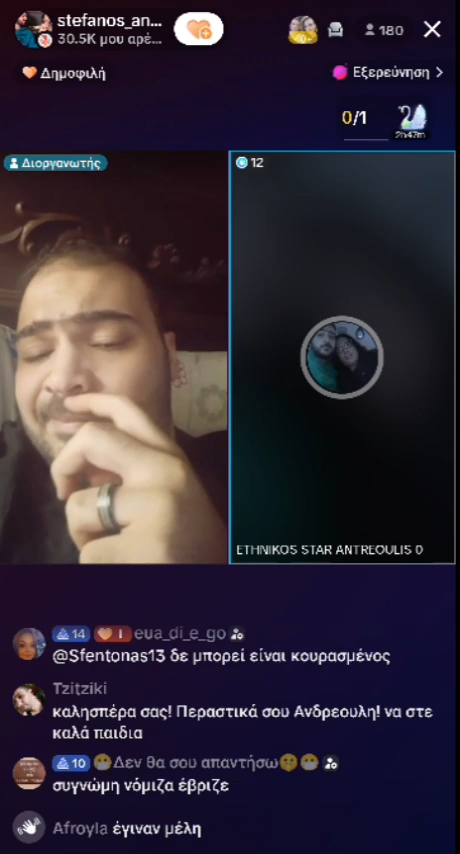 stefanos_an...
30.5K μου αρέ...
180
Δημοφιλή
Εξερεύνηση >
0/1
2h47m
Διοργανωτής
12
ETHNIKOS STAR ANTREOULIS 0
14 I eua_di_e_go
@Sfentonas13 δε μπορεί είναι κουρασμένος
Tzitziki
καλησπέρα σας! Περαστικά σου Ανδρεουλη! να στε
καλά παιδια
10 😷Δεν θα σου απαντήσω🤫😷
συγνώμη νόμιζα έβριζε
Afroyla έγιναν μέλη